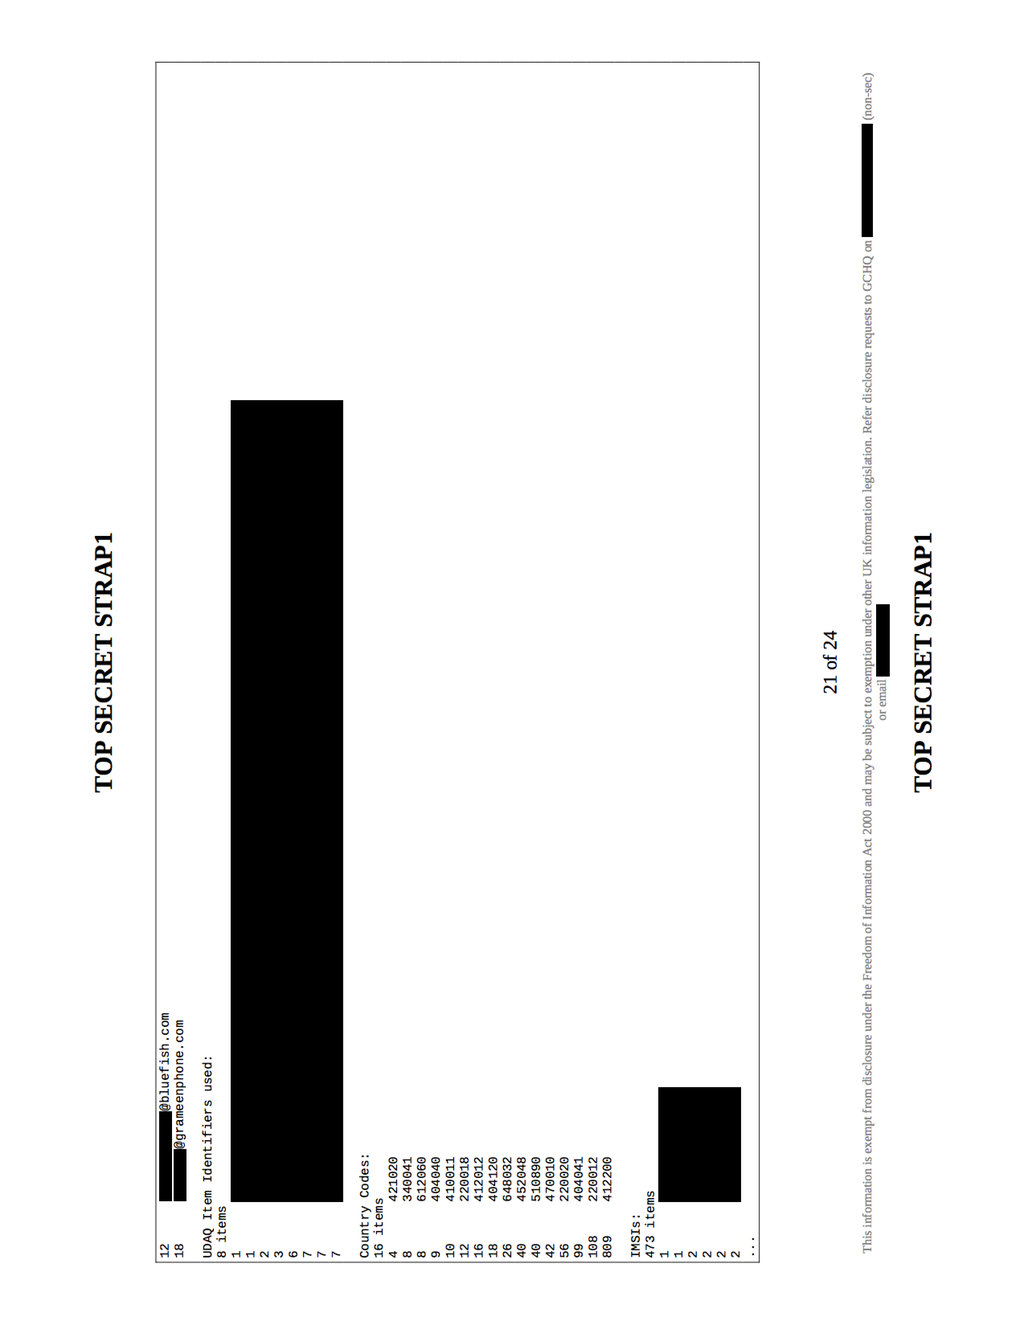 TOP SECRET STRAP1
12 @bluefish.com
18 @grameenphone.com
UDAQ Item Identifiers used:
8 items
1
1
2
3
6
7
7
7
Country Codes:
16 items
4 421020
8 340041
8 612060
9 404040
10 410011
12 220018
16 412012
18 404120
26 648032
40 452048
40 510890
42 470010
56 220020
99 404041
108 220012
809 412200
IMSIs:
473 items
1
1
2
2
2
2
...
21 of 24
This information is exempt from disclosure under the Freedom of Information Act 2000 and may be subject to exemption under other UK information legislation. Refer disclosure requests to GCHQ on (non-sec)
or email
TOP SECRET STRAP1